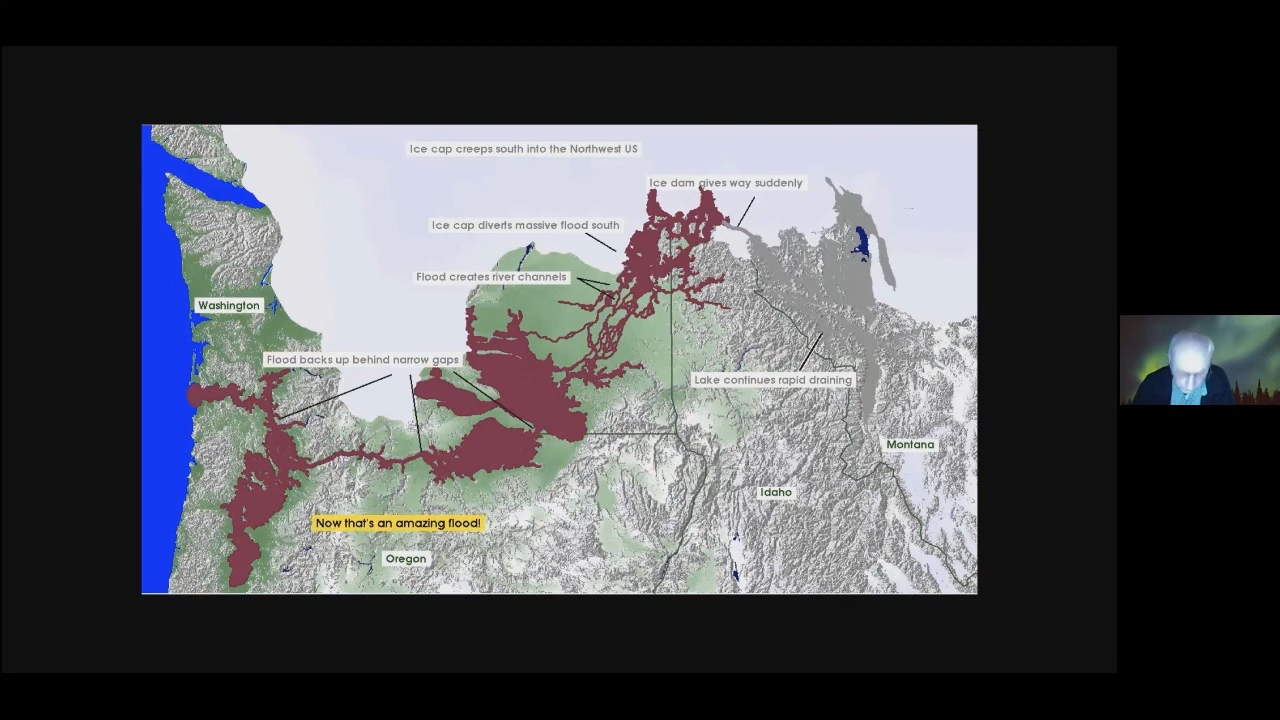 Ice cap creeps south into the Northwest US
Ice dam gives way suddenly
Ice cap diverts massive flood south
Flood creates river channels
Washington
Flood backs up behind narrow gaps
Lake continues rapid draining
Montana
Idaho
Now that's an amazing flood!
Oregon